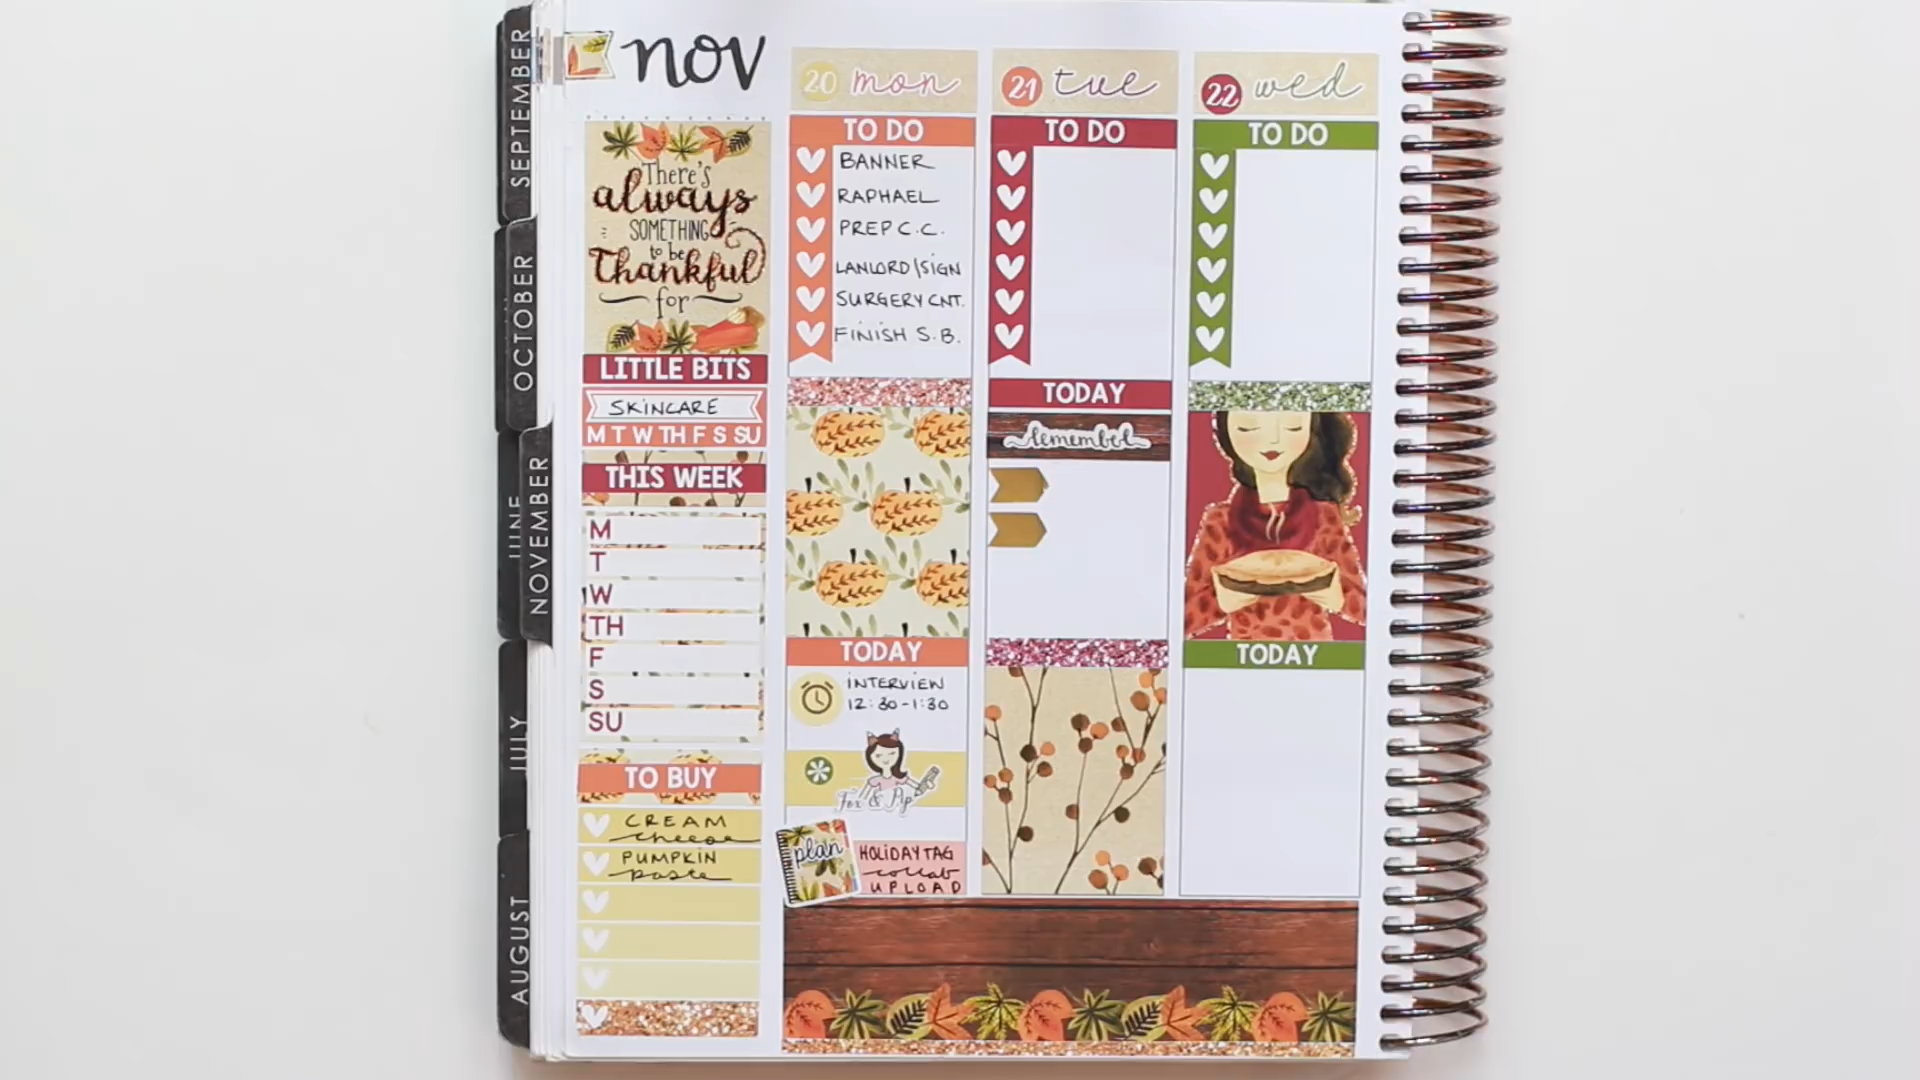 SEPTEMBER
OCTOBER
NOVEMBER
JUNE
JULY
AUGUST
nov
There's
always
SOMETHING
to be
Thankful
for
LITTLE BITS
SKINCARE
M T W TH F S SU
THIS WEEK
M
T
W
TH
F
S
SU
TO BUY
CREAM
cheese
PUMPKIN
paste
20 mon
TO DO
BANNER
RAPHAEL
PREP C.C.
LANLORD/SIGN
SURGERY CNT.
FINISH S.B.
TODAY
INTERVIEW
12:30-1:30
Fox & Pip
plan
HOLIDAY TAG
collab
UPLOAD
21 tue
TO DO
TODAY
remember
22 wed
TO DO
TODAY